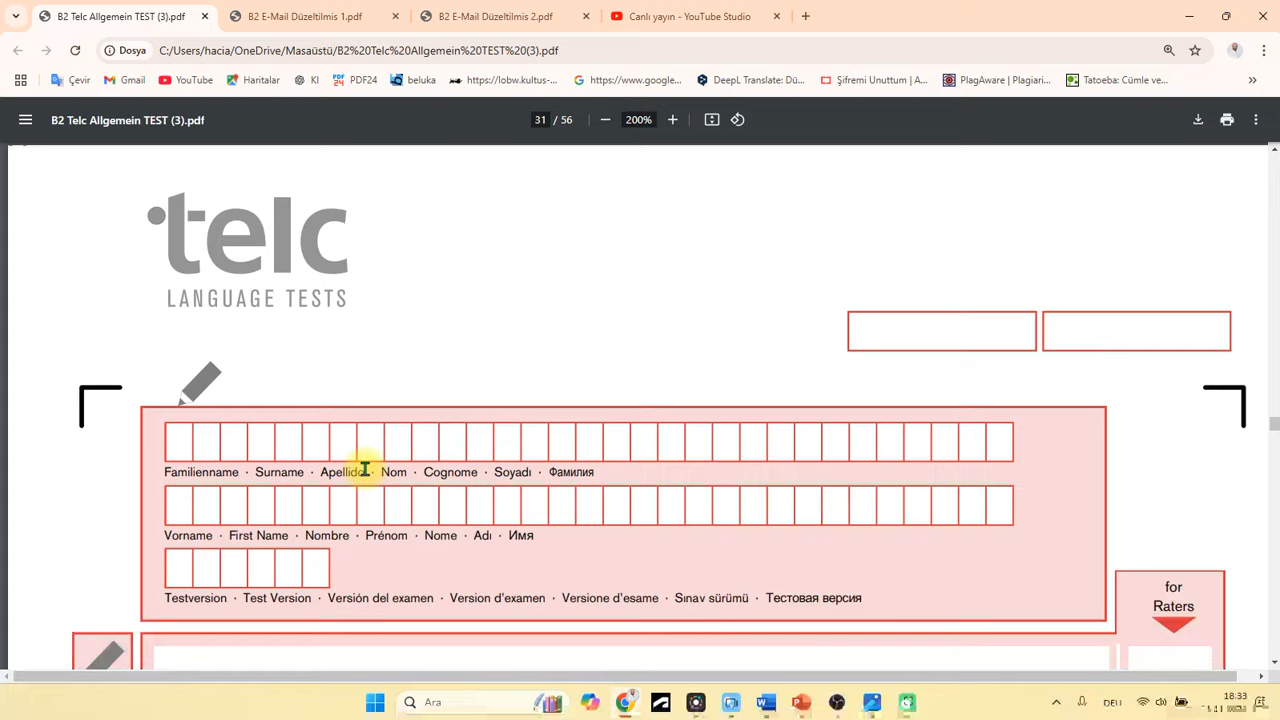 B2 Telc Allgemein TEST (3).pdf
B2 E-Mail Düzeltilmis 1.pdf
B2 E-Mail Düzeltilmis 2.pdf
Canlı yayın - YouTube Studio
Dosya
C:/Users/hacia/OneDrive/Masaüstü/B2%20Telc%20Allgemein%20TEST%20(3).pdf
Çevir
Gmail
YouTube
Haritalar
KI
PDF24
beluka
https://lobw.kultus-...
https://www.google...
DeepL Translate: Dü...
Şifremi Unuttum | A...
PlagAware | Plagiari...
Tatoeba: Cümle ve...
B2 Telc Allgemein TEST (3).pdf
31 / 56
200%
telc
LANGUAGE TESTS
Familienname · Surname · Apellido · Nom · Cognome · Soyadı · Фамилия
Vorname · First Name · Nombre · Prénom · Nome · Adı · Имя
Testversion · Test Version · Versión del examen · Version d'examen · Versione d'esame · Sınav sürümü · Тестовая версия
for
Raters
Ara
DEU
18:33